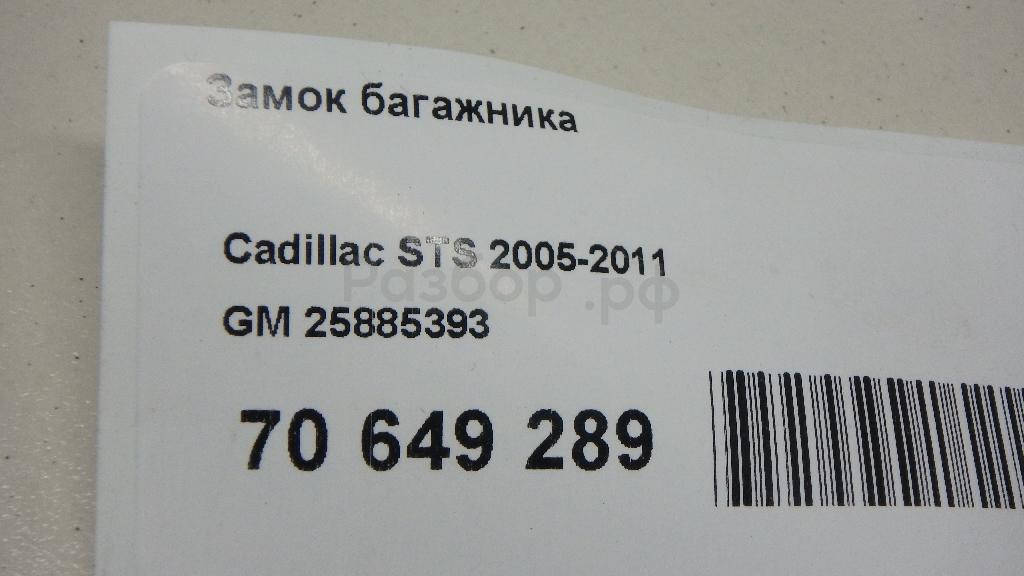 Замок багажника
Cadillac STS 2005-2011
Разбор.рф
GM 25885393
70 649 289